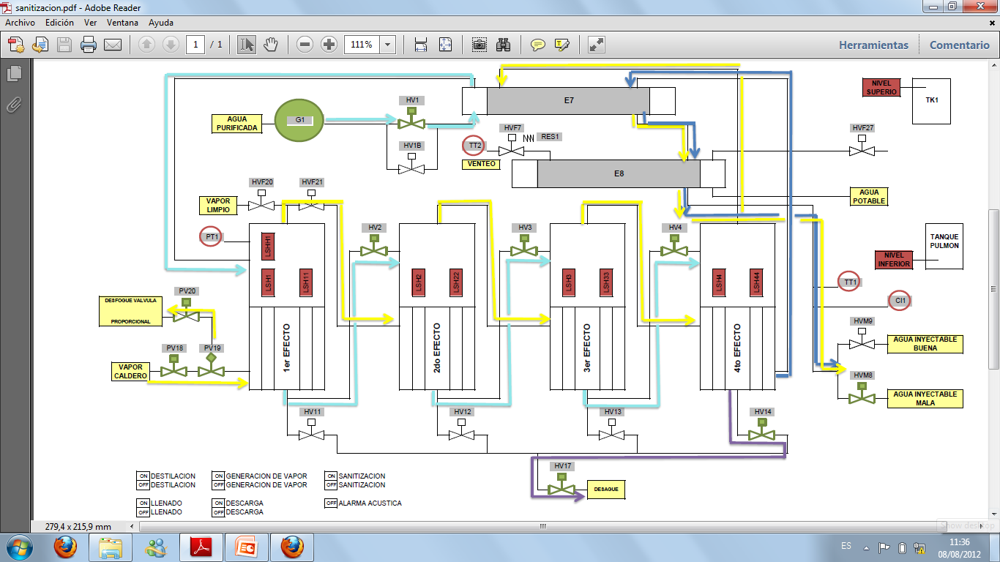 sanitizacion.pdf - Adobe Reader
Archivo Edición Ver Ventana Ayuda
1 / 1
111%
Herramientas
Comentario
E7
NIVEL
SUPERIO
TK1
HV1
AGUA
PURIFICADA
G1
HV1B
HVF7
RES1
TT2
VENTEO
HVF27
E8
HVF20
HVF21
VAPOR
LIMPIO
AGUA
POTABLE
PT1
HV2
HV3
HV4
LSHH1
TANQUE
PULMON
NIVEL
INFERIOR
LSH1
LSH11
LSH2
LSH22
LSH3
LSH33
LSH4
LSH44
TT1
PV20
CI1
DESFOGUE VALVULA
PROPORCIONAL
HVM9
AGUA INYECTABLE
BUENA
1er EFECTO
2do EFECTO
3er EFECTO
4to EFECTO
PV18
PV19
VAPOR
CALDERO
HVM8
AGUA INYECTABLE
MALA
HV11
HV12
HV13
HV14
HV17
DESAGUE
ON DESTILACION
OFF DESTILACION
ON GENERACION DE VAPOR
OFF GENERACION DE VAPOR
ON SANITIZACION
OFF SANITIZACION
ON LLENADO
OFF LLENADO
ON DESCARGA
OFF DESCARGA
OFF ALARMA ACUSTICA
279,4 x 215,9 mm
Show desktop
ES
11:36
08/08/2012